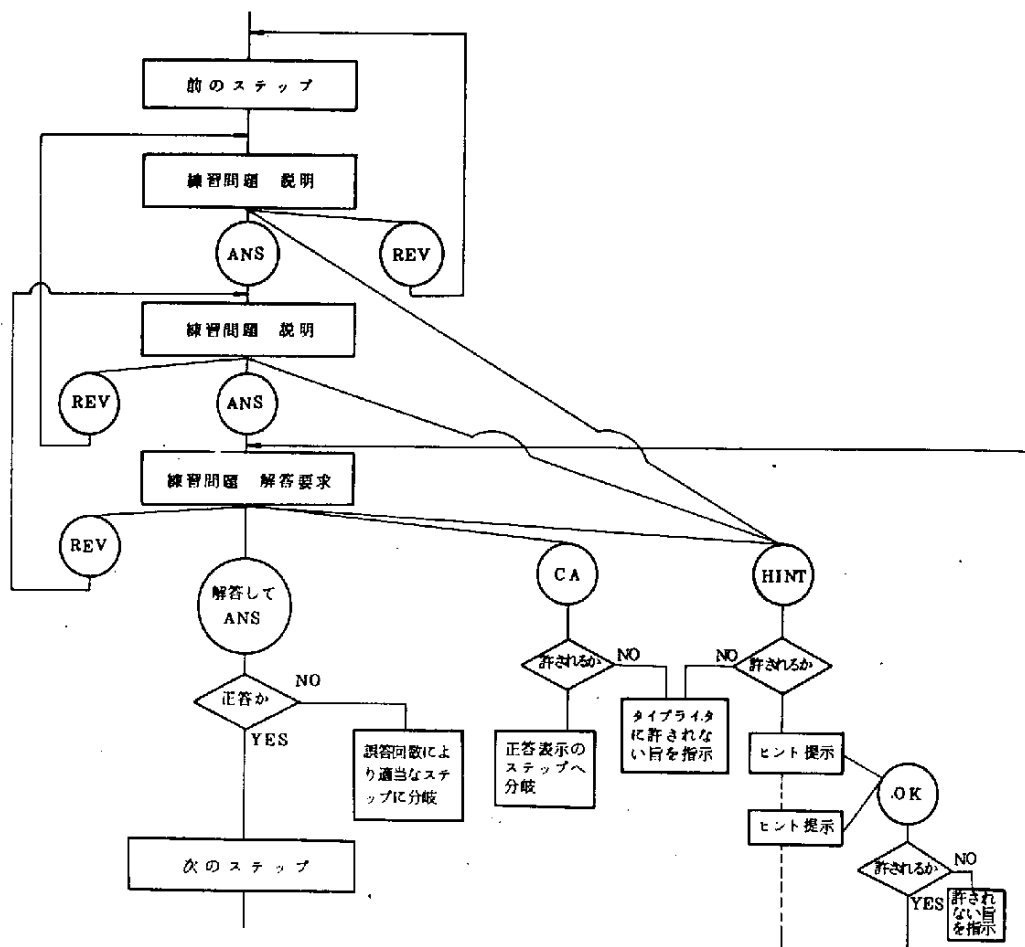 前のステップ
練習問題 説明
ANS
REV
練習問題 説明
REV
ANS
練習問題 解答要求
REV
解答して
ANS
CA
HINT
正答か
NO
YES
許されるか
NO
NO
許されるか
誤答回数によ
り適当なステ
ップに分岐
正答表示の
ステップへ
分岐
タイプライタ
に許されな
い旨を指示
ヒント提示
OK
ヒント提示
次のステップ
許されるか
NO
YES
許され
ない旨
を指示